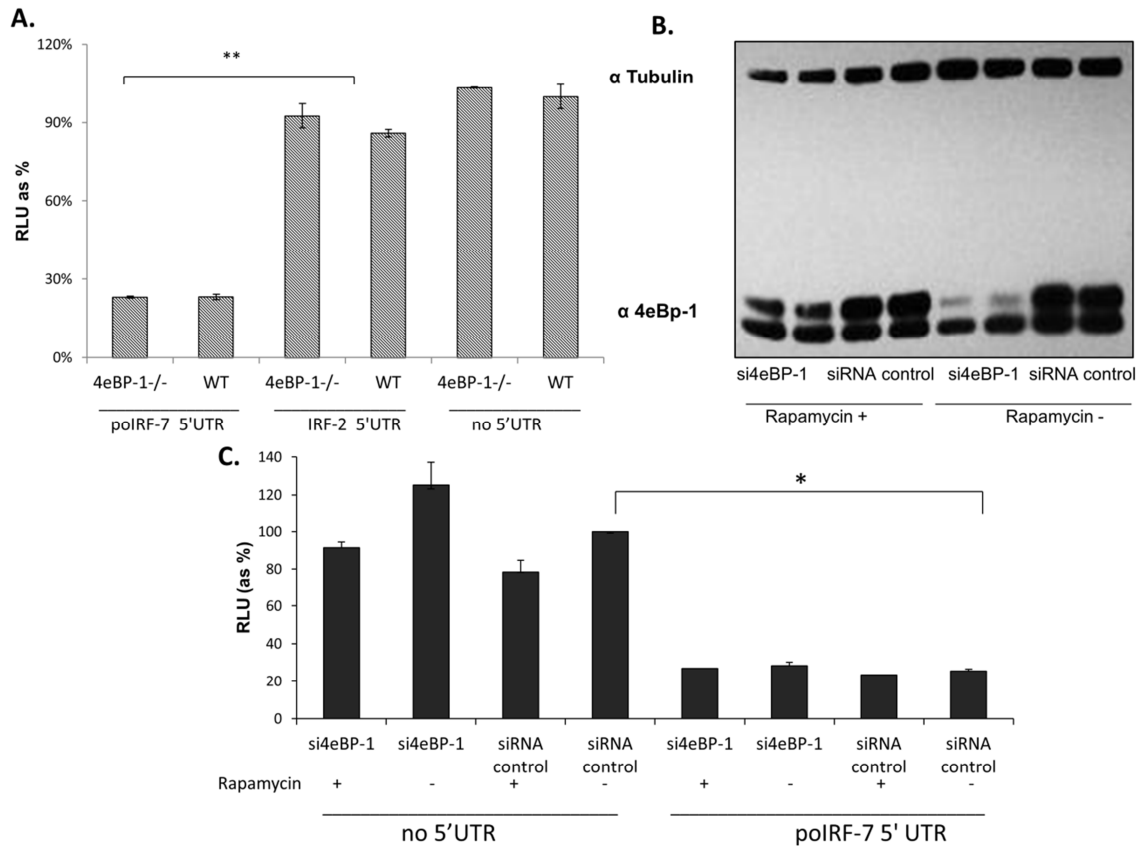 A.
120%
90%
60%
30%
0%
RLU as %
**
4eBP-1-/- WT 4eBP-1-/- WT 4eBP-1-/- WT
poIRF-7 5'UTR IRF-2 5'UTR no 5'UTR
B.
α Tubulin
α 4eBp-1
si4eBP-1 siRNA control si4eBP-1 siRNA control
Rapamycin + Rapamycin -
C.
140
120
100
80
60
40
20
0
RLU (as %)
*
si4eBP-1 si4eBP-1 siRNA control siRNA control si4eBP-1 si4eBP-1 siRNA control siRNA control
Rapamycin + - + - + - + -
no 5'UTR poIRF-7 5' UTR